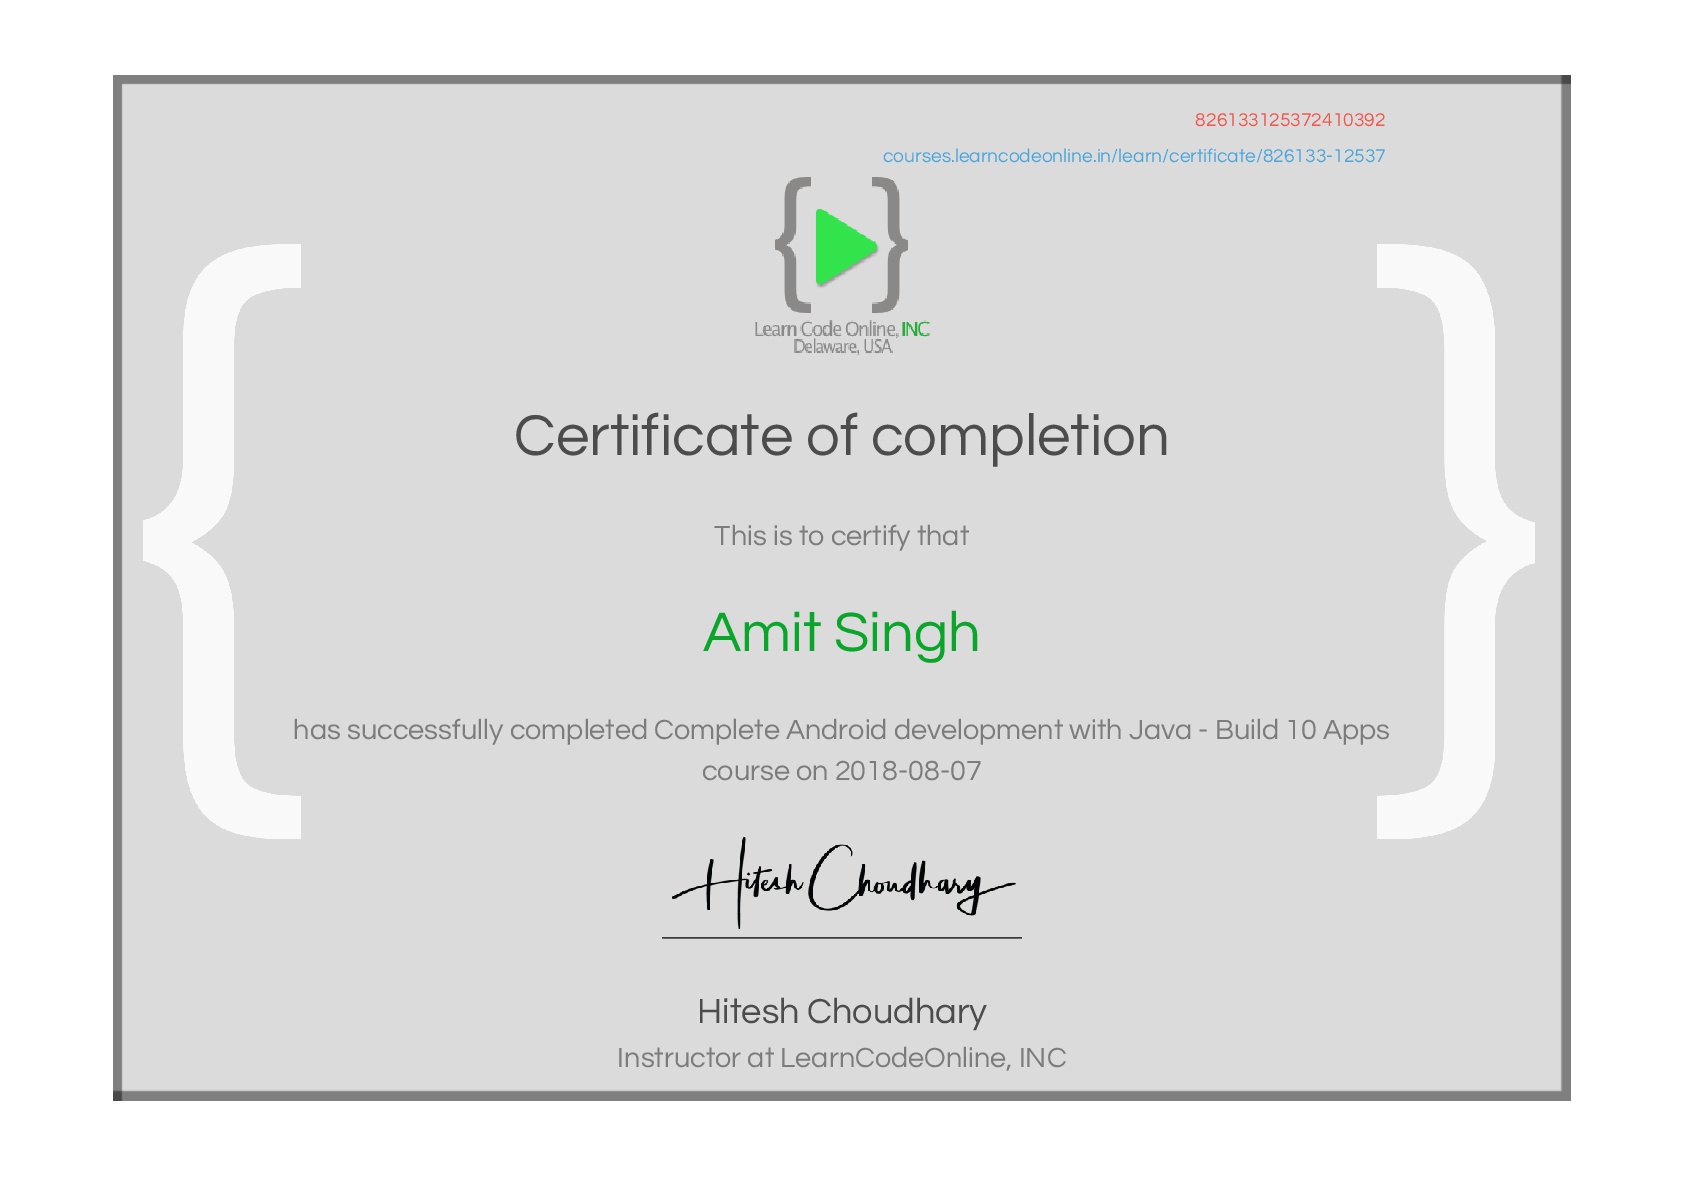 826133125372410392
courses.learncodeonline.in/learn/certificate/826133-12537
Learn Code Online, INC
Delaware, USA.
Certificate of completion
This is to certify that
Amit Singh
has successfully completed Complete Android development with Java - Build 10 Apps
course on 2018-08-07
Hitesh Choudhary
Hitesh Choudhary
Instructor at LearnCodeOnline, INC